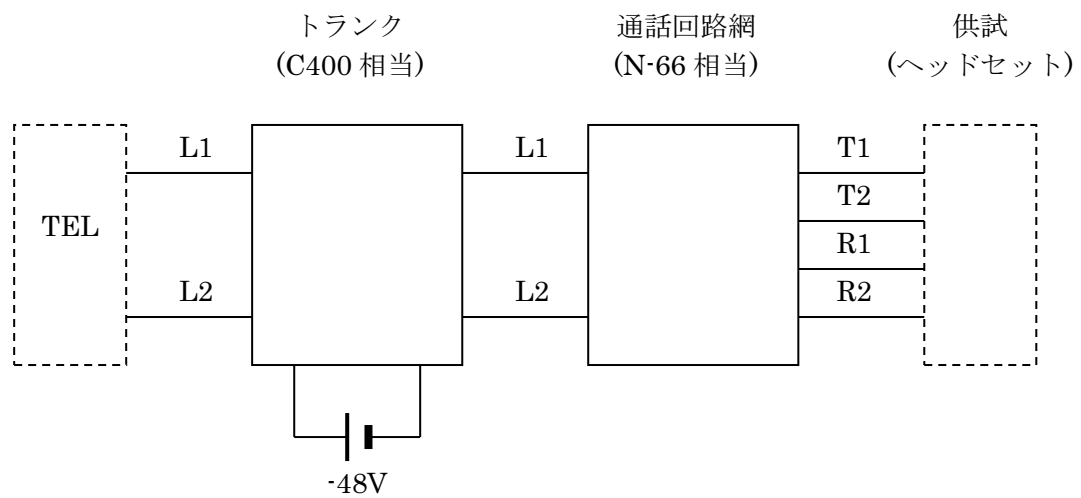 トランク
(C400 相当)
通話回路網
(N-66 相当)
供試
(ヘッドセット)
TEL
L1
L2
L1
L2
T1
T2
R1
R2
-48V